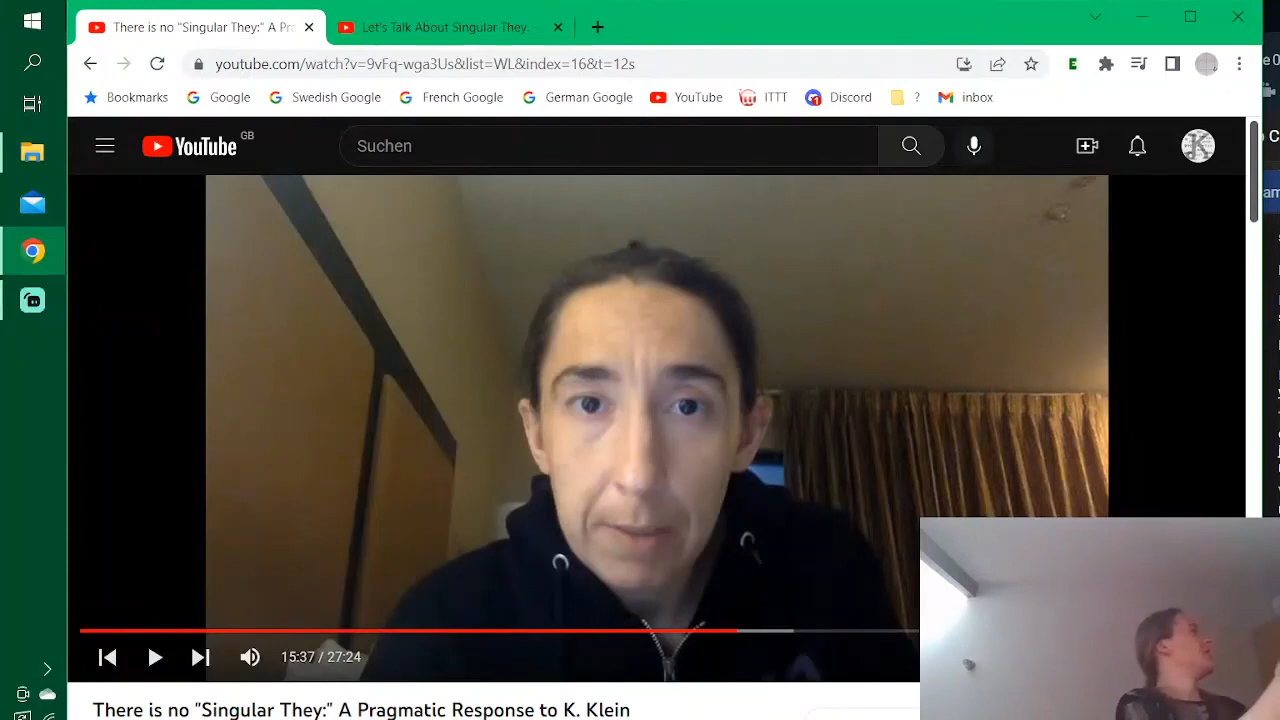 There is no "Singular They:" A Pra
Let's Talk About Singular They.
youtube.com/watch?v=9vFq-wga3Us&list=WL&index=16&t=12s
Bookmarks Google Swedish Google French Google German Google YouTube ITTT Discord ? inbox
YouTube GB
Suchen
K
15:37 / 27:24
There is no "Singular They:" A Pragmatic Response to K. Klein